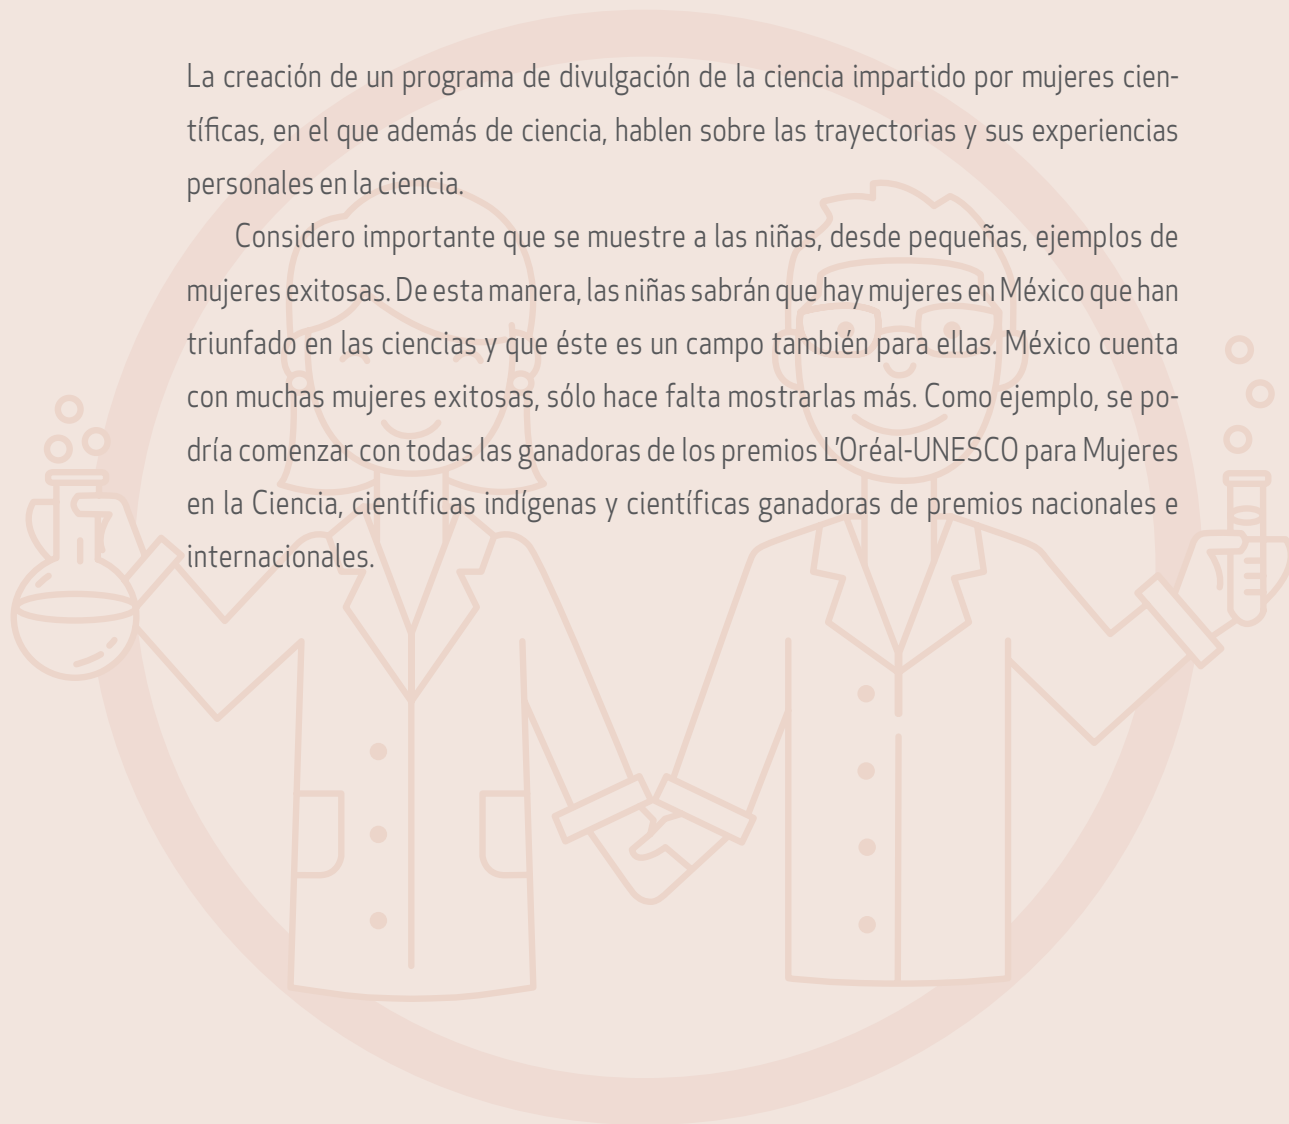 La creación de un programa de divulgación de la ciencia impartido por mujeres cien-
tíficas, en el que además de ciencia, hablen sobre las trayectorias y sus experiencias
personales en la ciencia.
Considero importante que se muestre a las niñas, desde pequeñas, ejemplos de
mujeres exitosas. De esta manera, las niñas sabrán que hay mujeres en México que han
triunfado en las ciencias y que éste es un campo también para ellas. México cuenta
con muchas mujeres exitosas, sólo hace falta mostrarlas más. Como ejemplo, se po-
dría comenzar con todas las ganadoras de los premios L’Oréal-UNESCO para Mujeres
en la Ciencia, científicas indígenas y científicas ganadoras de premios nacionales e
internacionales.